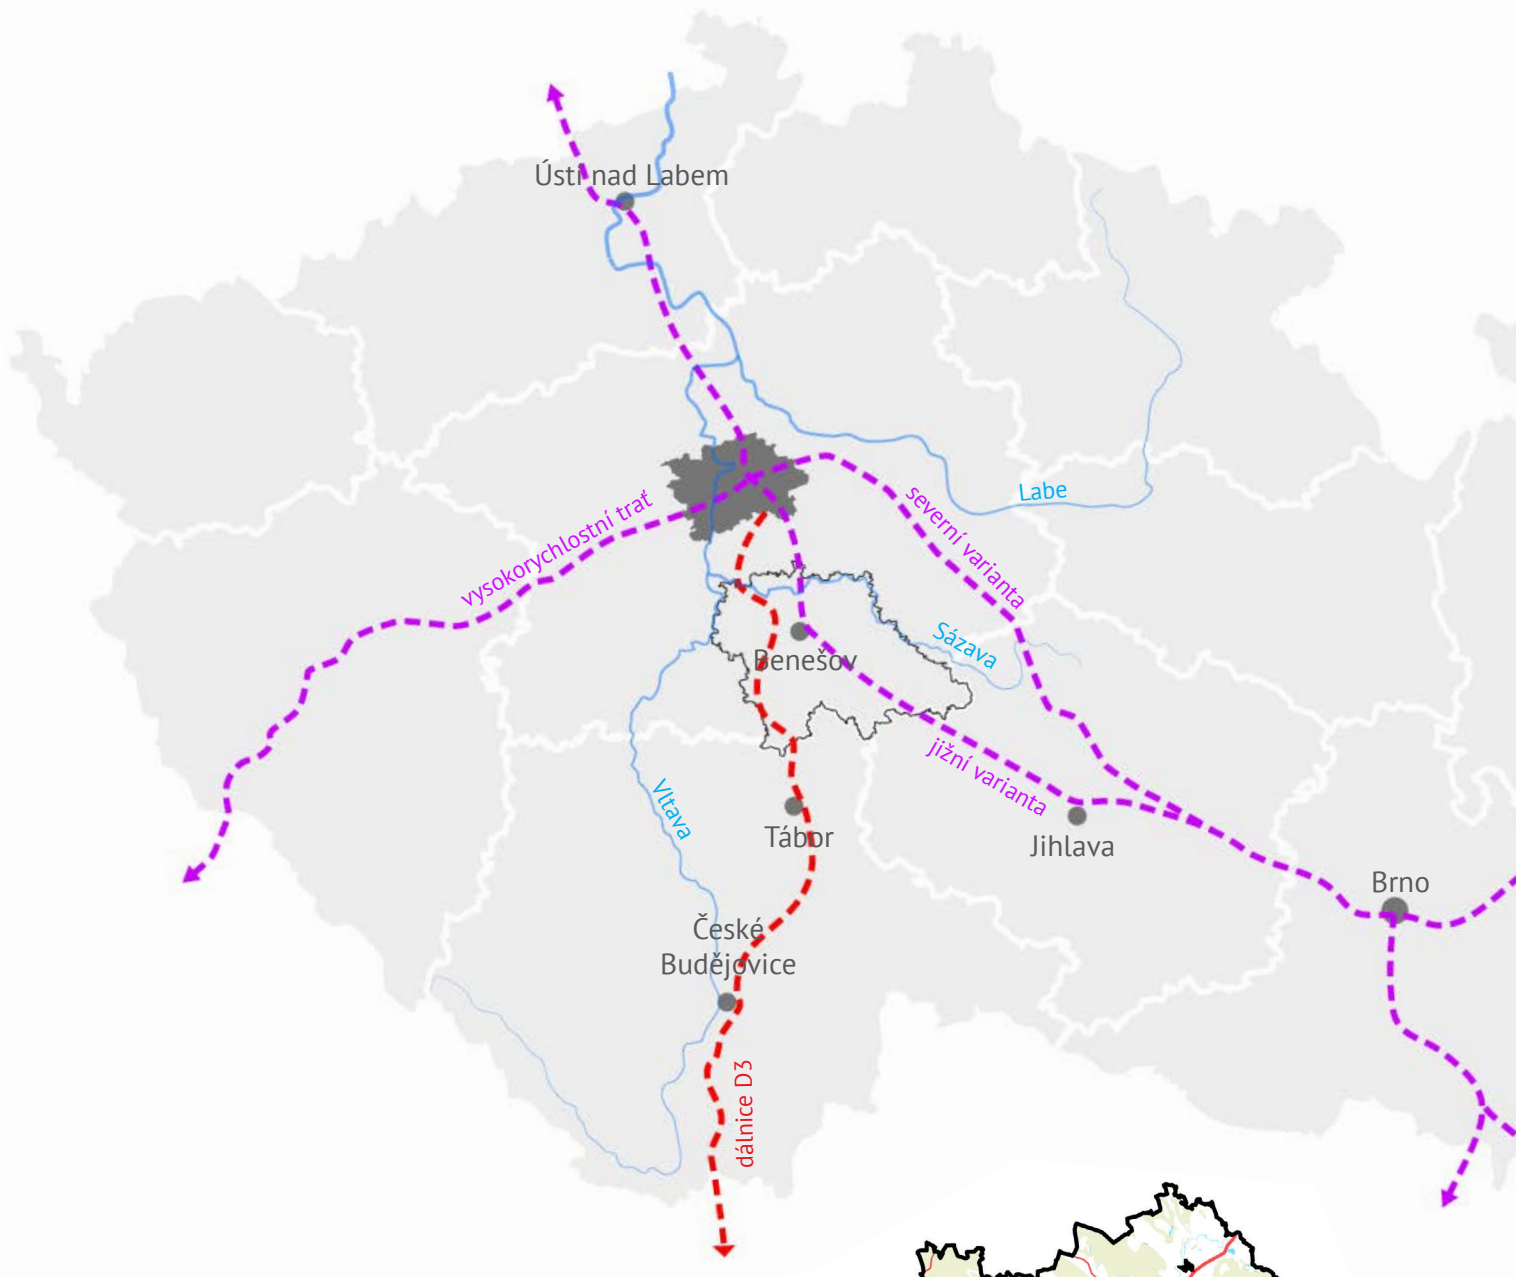 Ústí nad Labem
Labe
severní varianta
vysokorychlostní trať
Sázava
Benešov
jižní varianta
Vltava
Tábor
Jihlava
Brno
České
Budějovice
dálnice D3